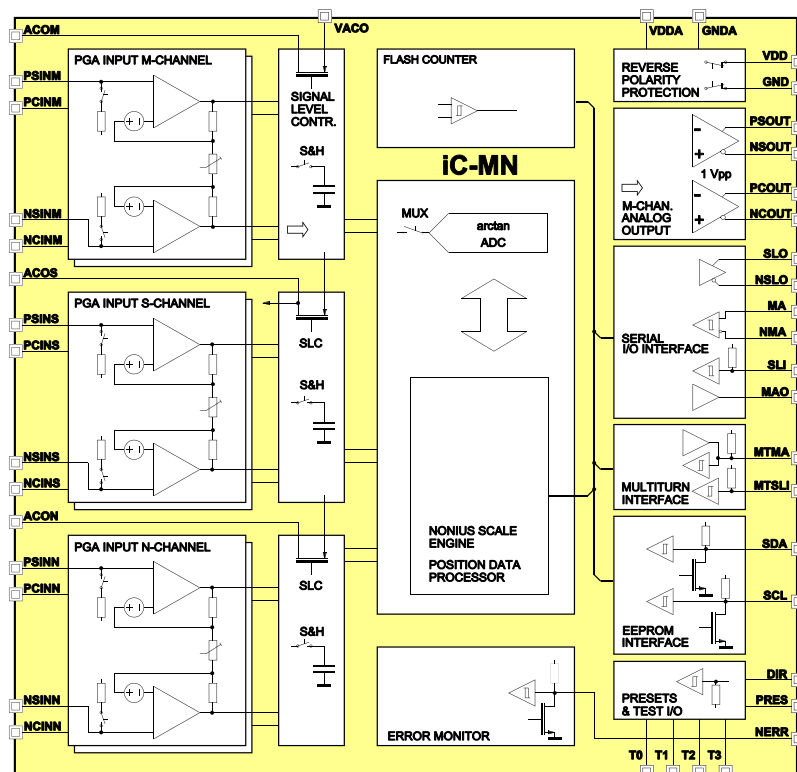 ACOM
VACO
VDDA
GNDA
PGA INPUT M-CHANNEL
PSINM
PCINM
NSINM
NCINM
SIGNAL
LEVEL
CONTR.
S&H
FLASH COUNTER
iC-MN
MUX
arctan
ADC
NONIUS SCALE
ENGINE
POSITION DATA
PROCESSOR
REVERSE
POLARITY
PROTECTION
VDD
GND
PSOUT
NSOUT
1 Vpp
PCOUT
NCOUT
M-CHAN.
ANALOG
OUTPUT
SLO
NSLO
MA
NMA
SERIAL
I/O INTERFACE
SLI
MAO
ACOS
PGA INPUT S-CHANNEL
PSINS
PCINS
NSINS
NCINS
SLC
S&H
MTMA
MTSLI
MULTITURN
INTERFACE
ACON
PGA INPUT N-CHANNEL
PSINN
PCINN
NSINN
NCINN
SLC
S&H
SDA
SCL
EEPROM
INTERFACE
ERROR MONITOR
DIR
PRES
PRESETS
& TEST I/O
NERR
T0 T1 T2 T3